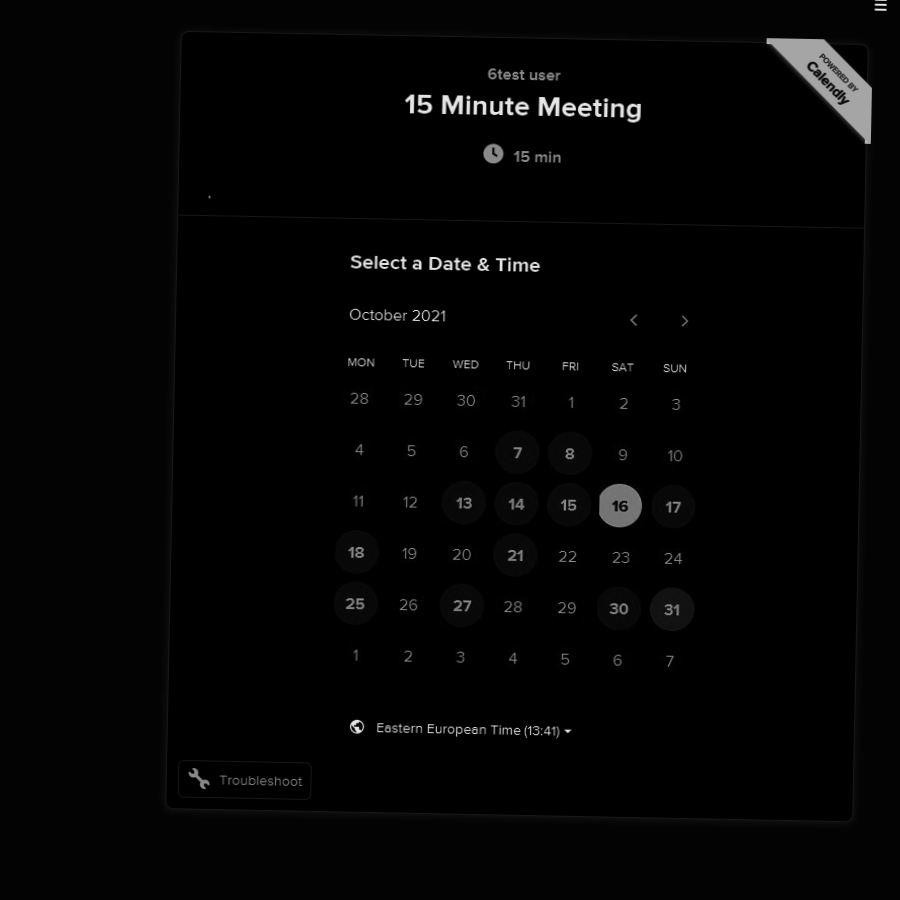 POWERED BY
Calendly
6test user
15 Minute Meeting
15 min
Select a Date & Time
October 2021
MON TUE WED THU FRI SAT SUN
28 29 30 31 1 2 3
4 5 6 7 8 9 10
11 12 13 14 15 16 17
18 19 20 21 22 23 24
25 26 27 28 29 30 31
1 2 3 4 5 6 7
Eastern European Time (13:41)
Troubleshoot